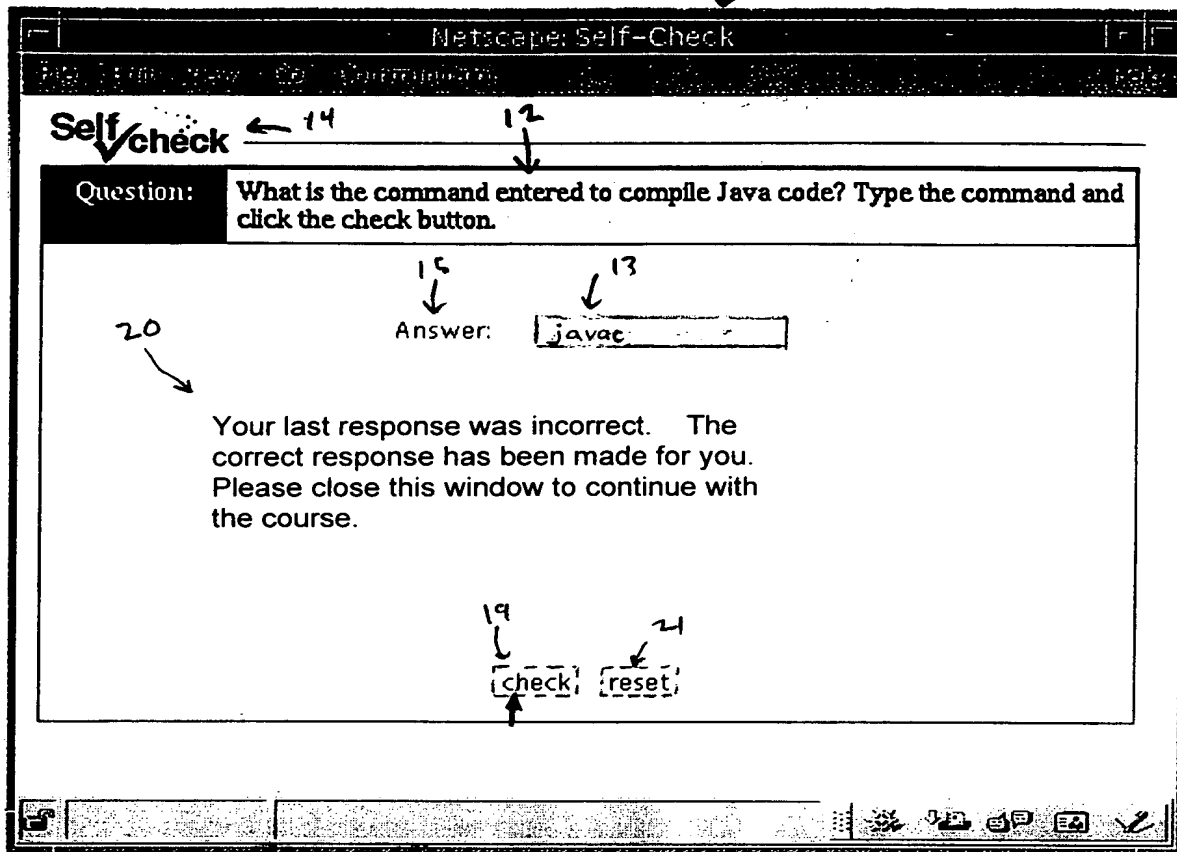 Netscape: Self-Check
Self check
14
12
Question:
What is the command entered to compile Java code? Type the command and
click the check button.
15
13
Answer:
javac
20
Your last response was incorrect. The
correct response has been made for you.
Please close this window to continue with
the course.
19
21
check
reset